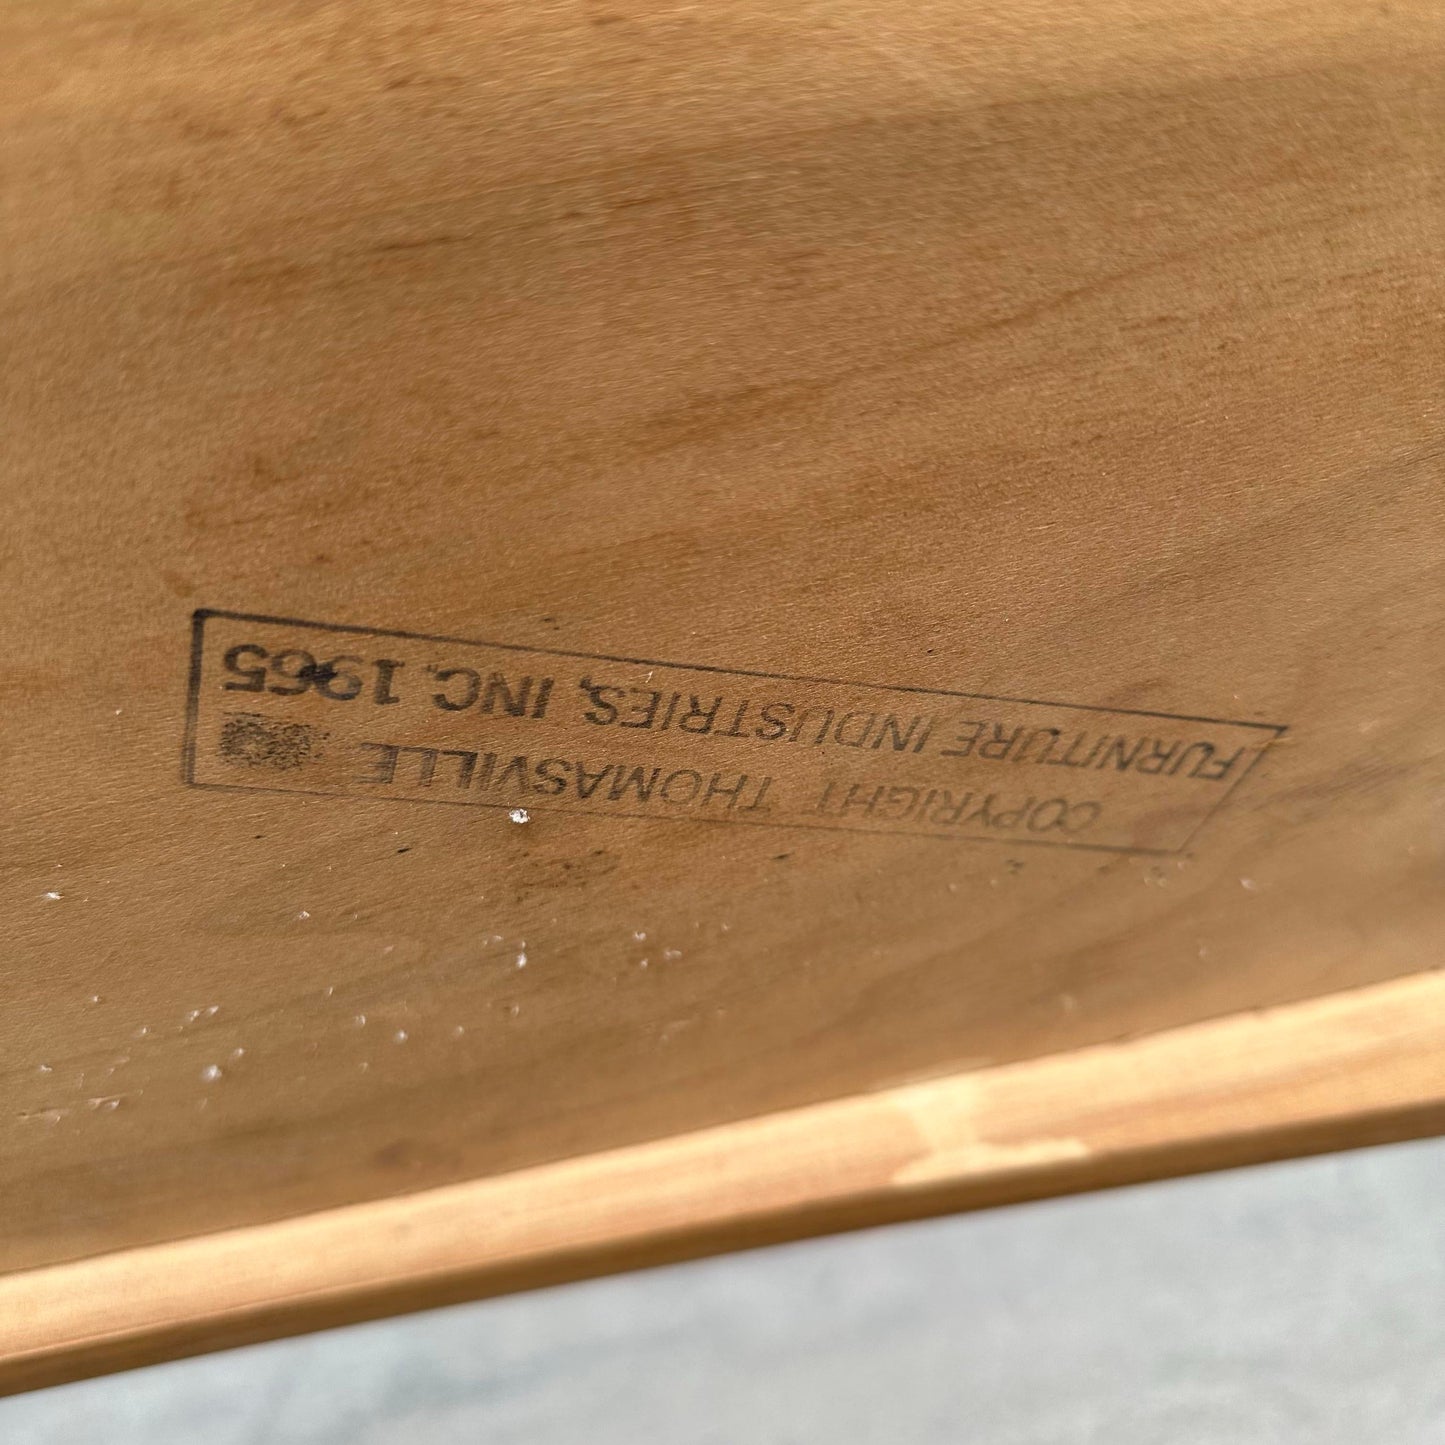 COPYRIGHT THOMASVILLE
FURNITURE INDUSTRIES, INC. 1965